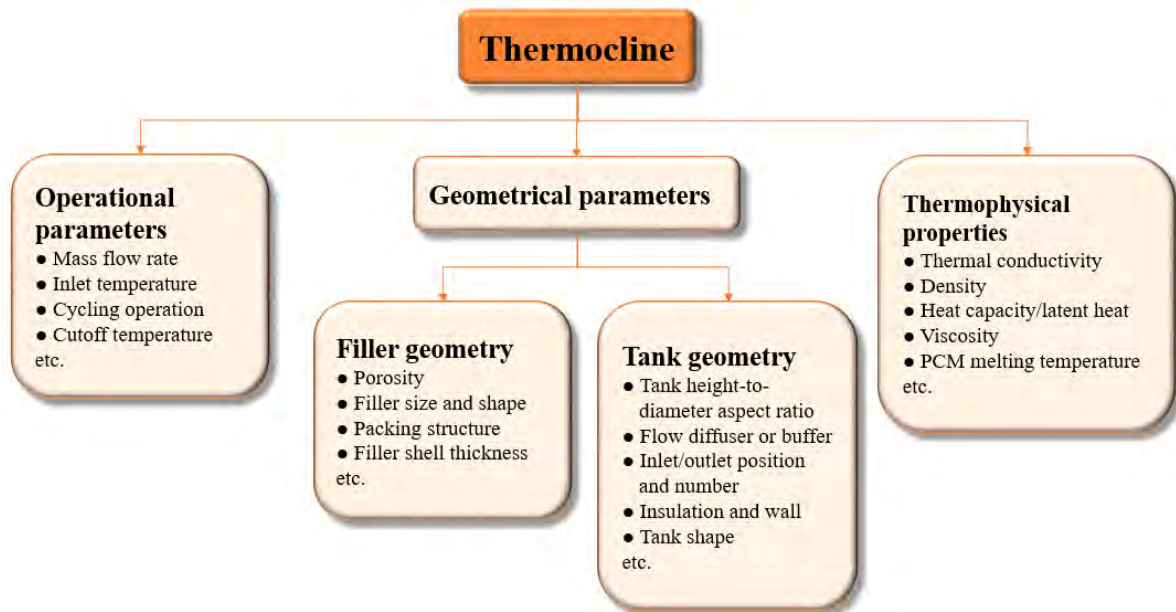 Thermocline
Operational
parameters
● Mass flow rate
● Inlet temperature
● Cycling operation
● Cutoff temperature
etc.
Geometrical parameters
Filler geometry
● Porosity
● Filler size and shape
● Packing structure
● Filler shell thickness
etc.
Tank geometry
● Tank height-to-
diameter aspect ratio
● Flow diffuser or buffer
● Inlet/outlet position
and number
● Insulation and wall
● Tank shape
etc.
Thermophysical
properties
● Thermal conductivity
● Density
● Heat capacity/latent heat
● Viscosity
● PCM melting temperature
etc.